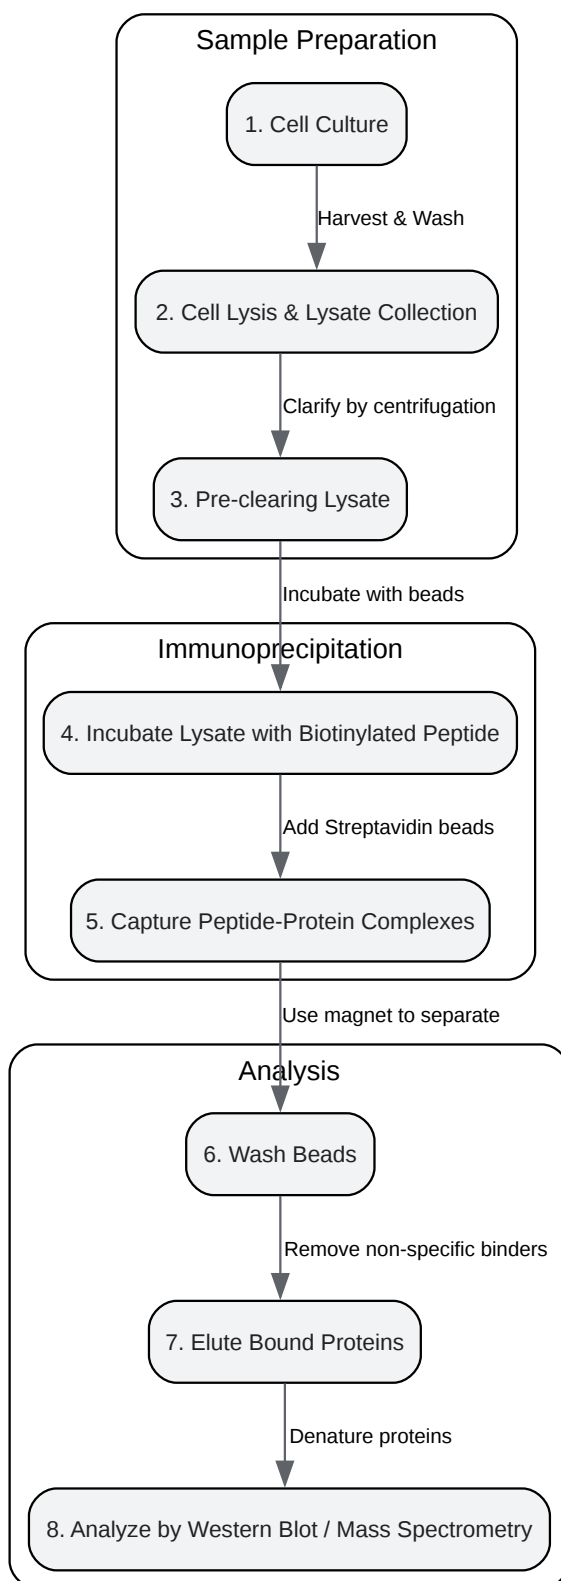 Sample Preparation
1. Cell Culture
Harvest & Wash
2. Cell Lysis & Lysate Collection
Clarify by centrifugation
3. Pre-clearing Lysate
Incubate with beads
Immunoprecipitation
4. Incubate Lysate with Biotinylated Peptide
Add Streptavidin beads
5. Capture Peptide-Protein Complexes
Use magnet to separate
Analysis
6. Wash Beads
Remove non-specific binders
7. Elute Bound Proteins
Denature proteins
8. Analyze by Western Blot / Mass Spectrometry